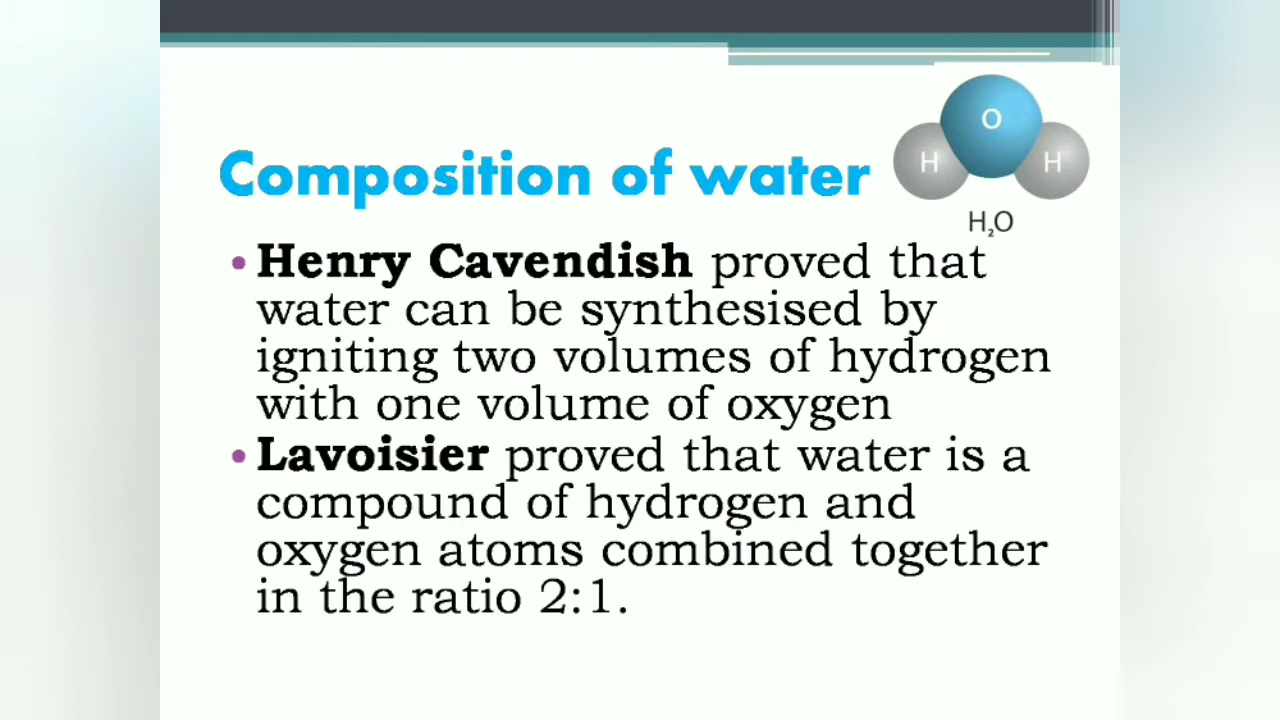 O
H H
H₂O
Composition of water
• Henry Cavendish proved that
water can be synthesised by
igniting two volumes of hydrogen
with one volume of oxygen
• Lavoisier proved that water is a
compound of hydrogen and
oxygen atoms combined together
in the ratio 2:1.